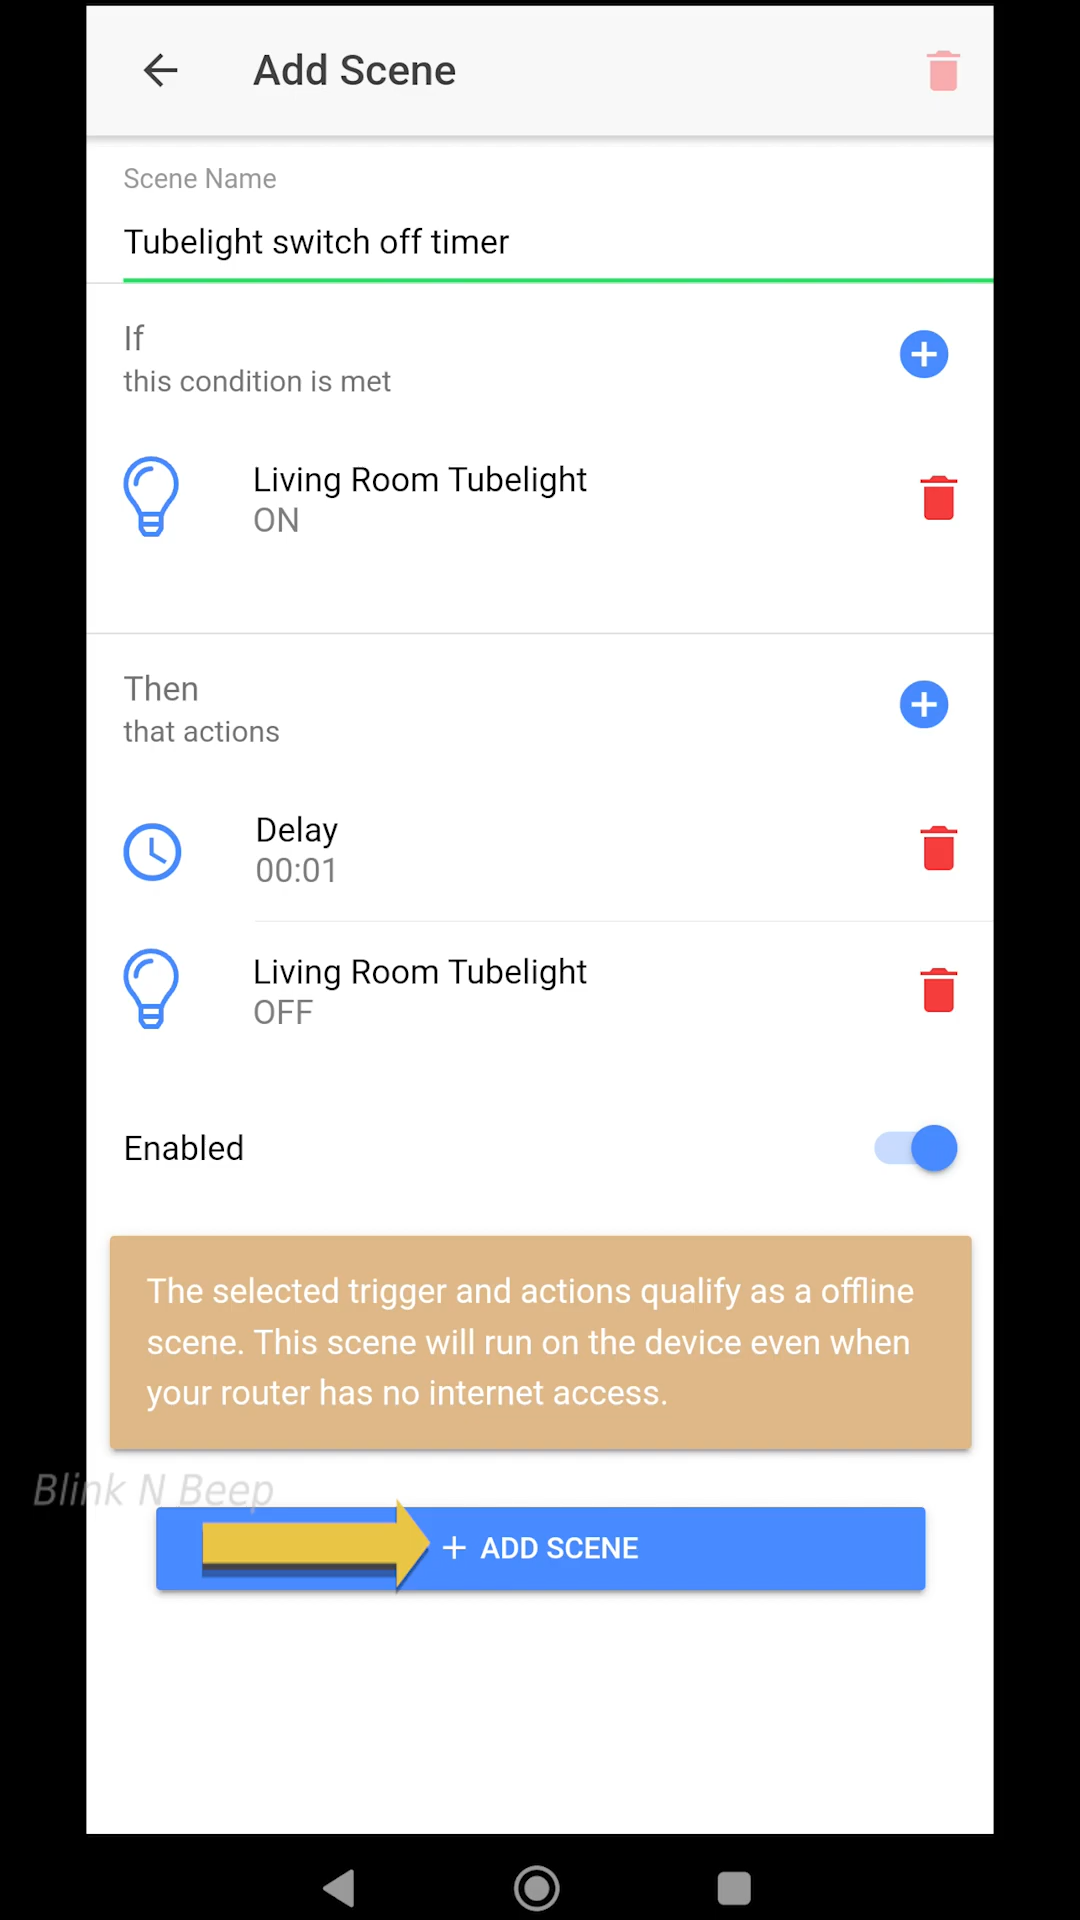 Add Scene
Scene Name
Tubelight switch off timer
If
this condition is met
Living Room Tubelight
ON
Then
that actions
Delay
00:01
Living Room Tubelight
OFF
Enabled
The selected trigger and actions qualify as a offline
scene. This scene will run on the device even when
your router has no internet access.
Blink N Beep
+ ADD SCENE